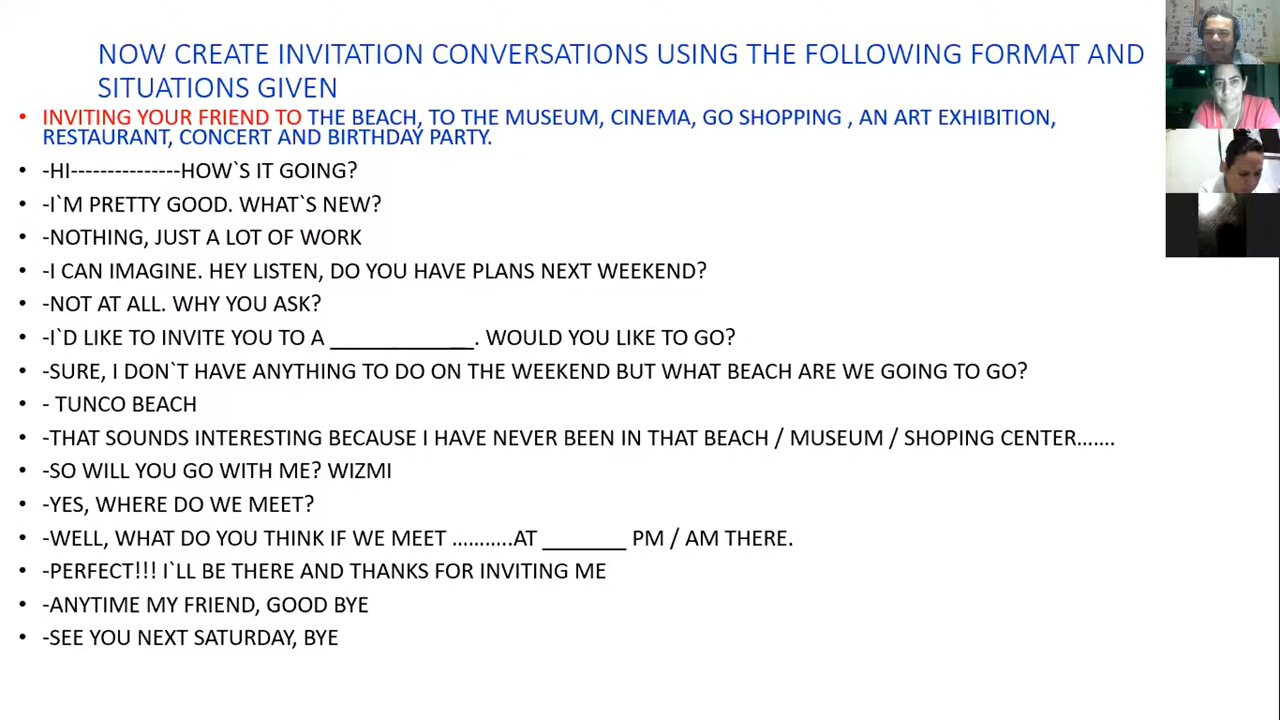 NOW CREATE INVITATION CONVERSATIONS USING THE FOLLOWING FORMAT AND
SITUATIONS GIVEN
• INVITING YOUR FRIEND TO THE BEACH, TO THE MUSEUM, CINEMA, GO SHOPPING , AN ART EXHIBITION,
RESTAURANT, CONCERT AND BIRTHDAY PARTY.
• -HI---------------HOW`S IT GOING?
• -I`M PRETTY GOOD. WHAT`S NEW?
• -NOTHING, JUST A LOT OF WORK
• -I CAN IMAGINE. HEY LISTEN, DO YOU HAVE PLANS NEXT WEEKEND?
• -NOT AT ALL. WHY YOU ASK?
• -I`D LIKE TO INVITE YOU TO A ____________. WOULD YOU LIKE TO GO?
• -SURE, I DON`T HAVE ANYTHING TO DO ON THE WEEKEND BUT WHAT BEACH ARE WE GOING TO GO?
• - TUNCO BEACH
• -THAT SOUNDS INTERESTING BECAUSE I HAVE NEVER BEEN IN THAT BEACH / MUSEUM / SHOPING CENTER.......
• -SO WILL YOU GO WITH ME? WIZMI
• -YES, WHERE DO WE MEET?
• -WELL, WHAT DO YOU THINK IF WE MEET ...........AT _______ PM / AM THERE.
• -PERFECT!!! I`LL BE THERE AND THANKS FOR INVITING ME
• -ANYTIME MY FRIEND, GOOD BYE
• -SEE YOU NEXT SATURDAY, BYE